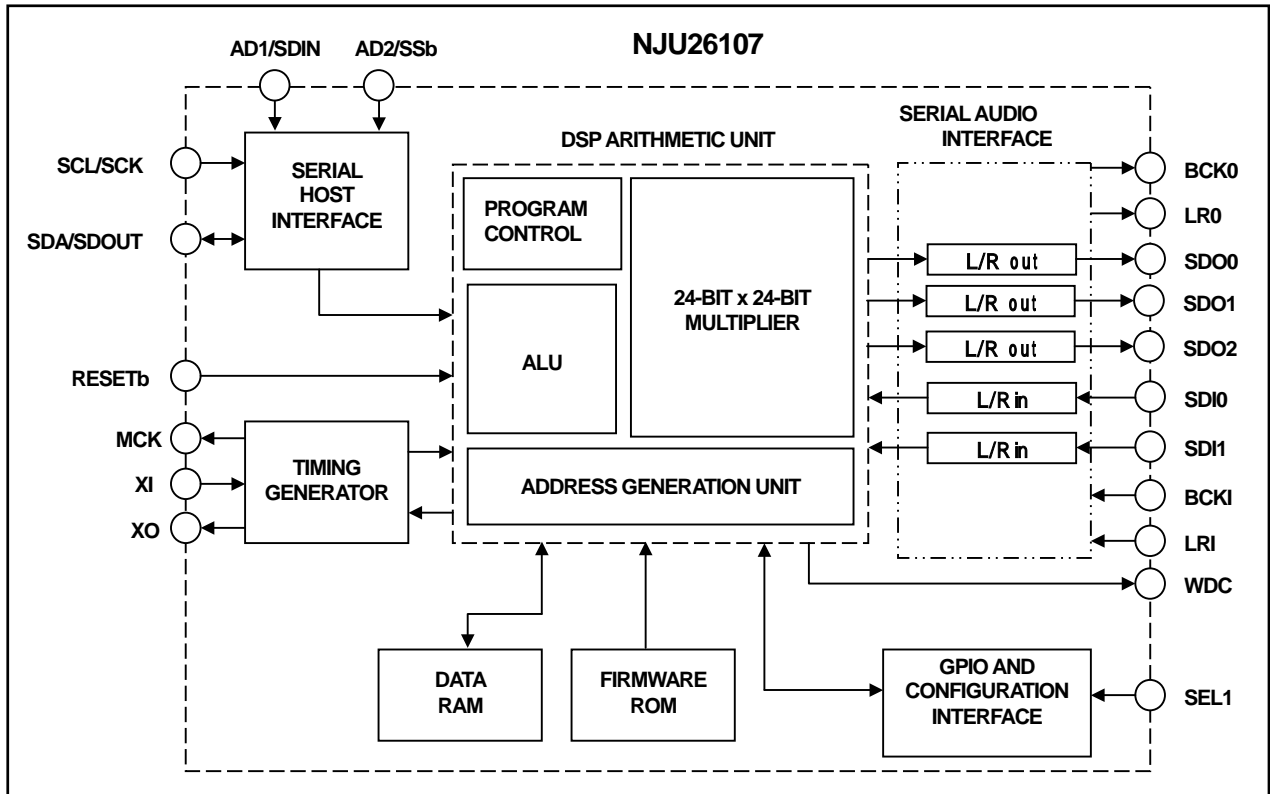 NJU26107
AD1/SDIN
AD2/SSb
SERIAL AUDIO
INTERFACE
DSP ARITHMETIC UNIT
SCL/SCK
SDA/SDOUT
SERIAL
HOST
INTERFACE
PROGRAM
CONTROL
24-BIT x 24-BIT
MULTIPLIER
ALU
ADDRESS GENERATION UNIT
RESETb
MCK
XI
XO
TIMING
GENERATOR
L/R out
L/R out
L/R out
L/R in
L/R in
BCK0
LR0
SDO0
SDO1
SDO2
SDI0
SDI1
BCKI
LRI
WDC
DATA
RAM
FIRMWARE
ROM
GPIO AND
CONFIGURATION
INTERFACE
SEL1